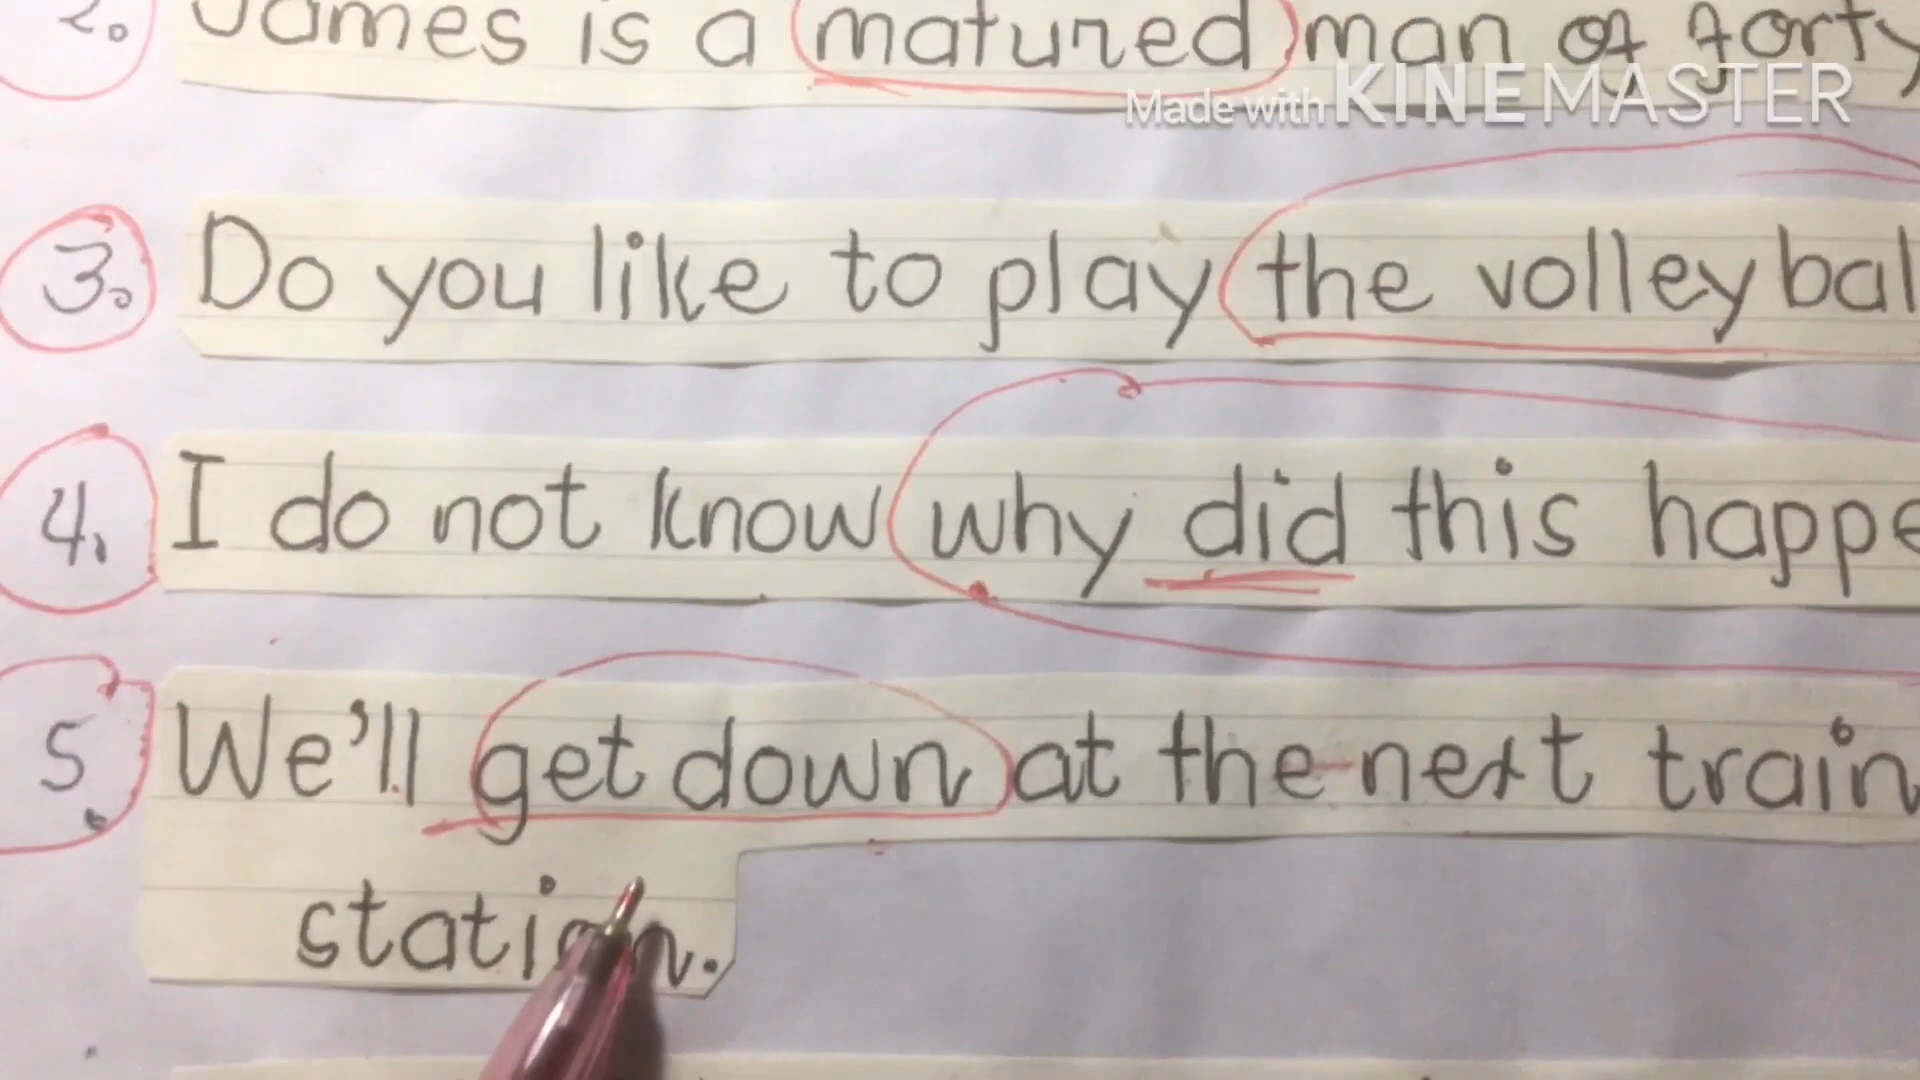 2. James is a matured man of forty
Made with KINEMASTER
3. Do you like to play the volleybal
4. I do not know why did this happe
5. We'll get down at the next train
station.